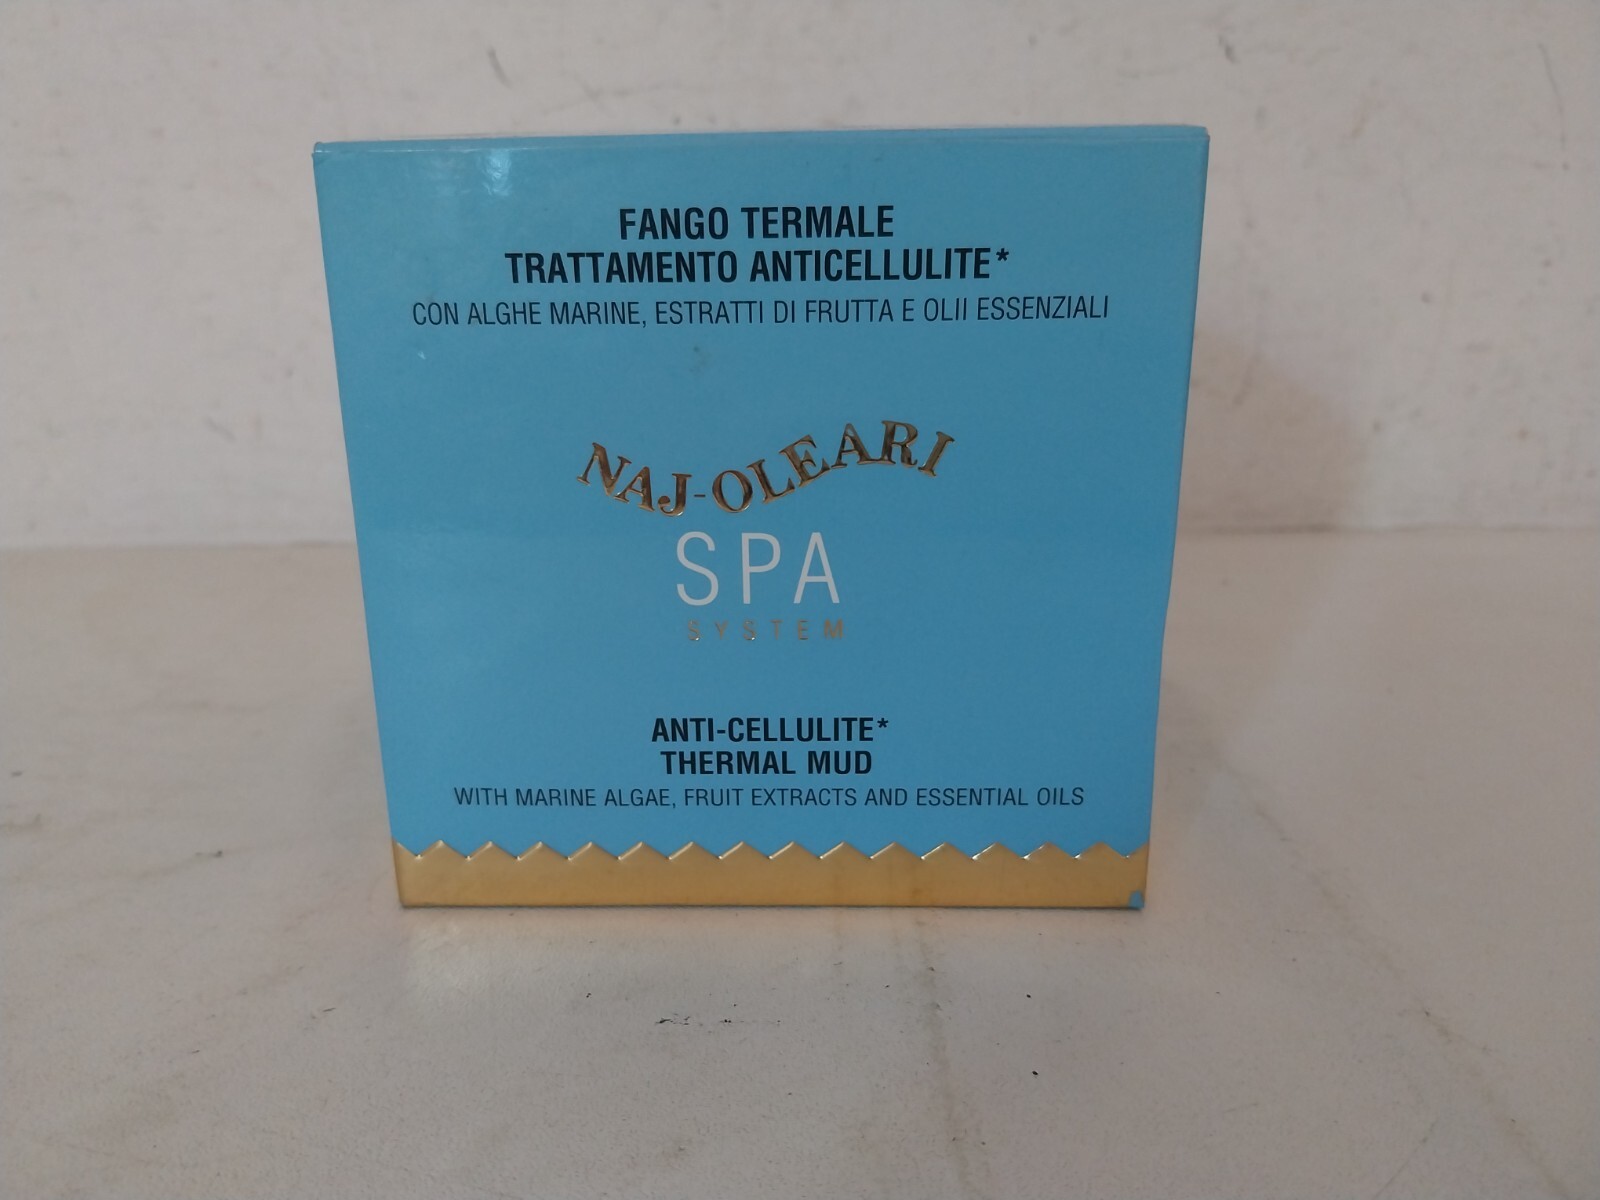 FANGO TERMALE
TRATTAMENTO ANTICELLULITE*
CON ALGHE MARINE, ESTRATTI DI FRUTTA E OLII ESSENZIALI
NAJ-OLEARI
SPA
SYSTEM
ANTI-CELLULITE*
THERMAL MUD
WITH MARINE ALGAE, FRUIT EXTRACTS AND ESSENTIAL OILS